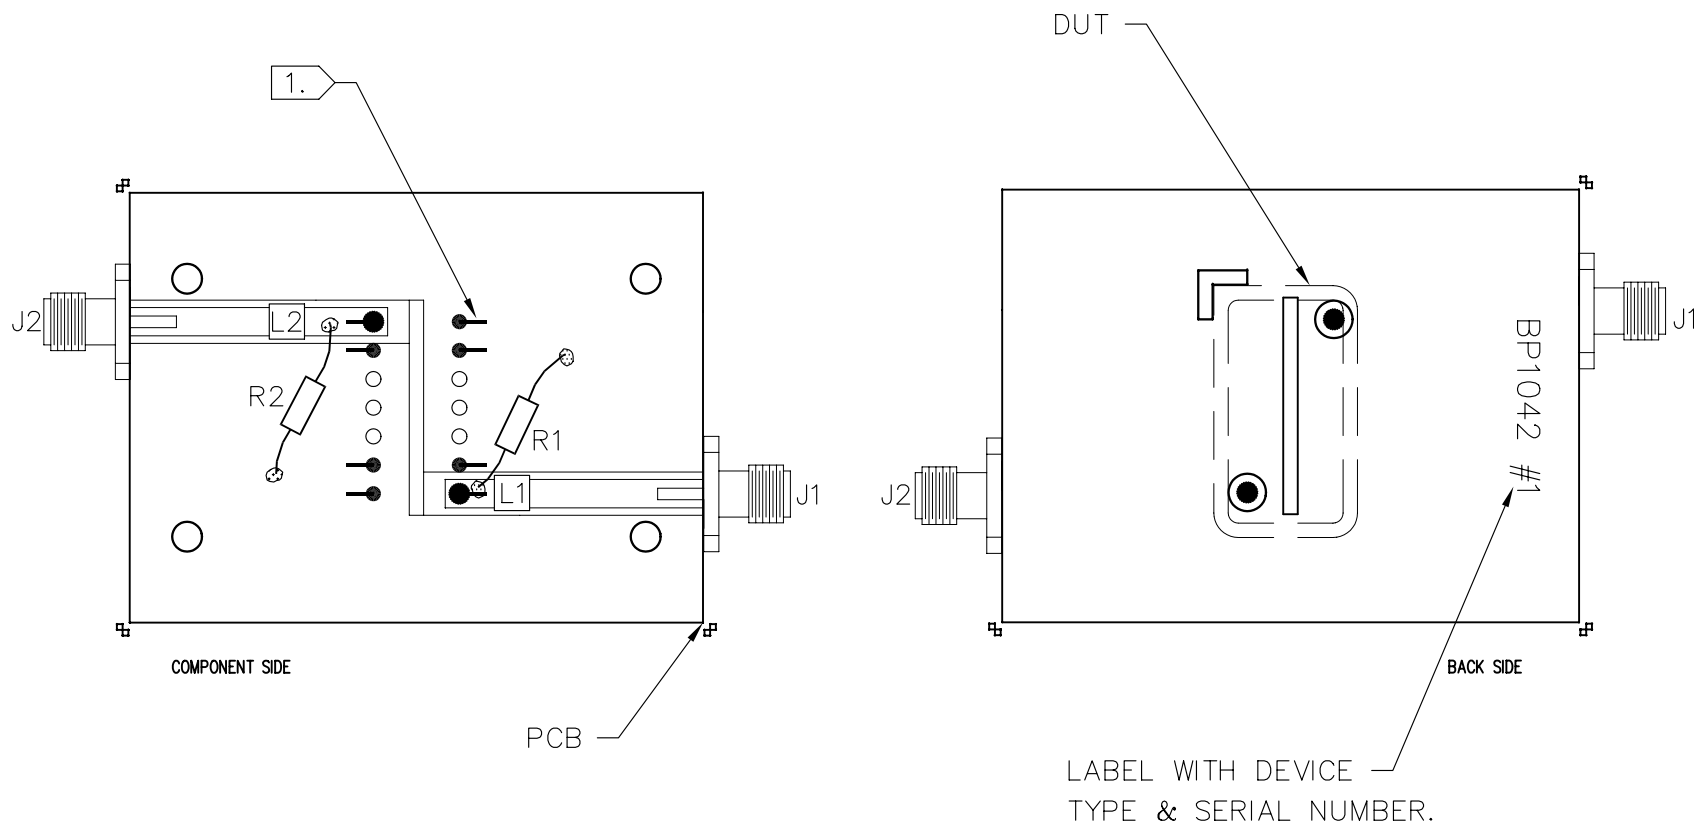 DUT
1.
J2
L2
R2
R1
L1
J1
COMPONENT SIDE
PCB
J1
BP1042 #1
J2
BACK SIDE
LABEL WITH DEVICE
TYPE & SERIAL NUMBER.